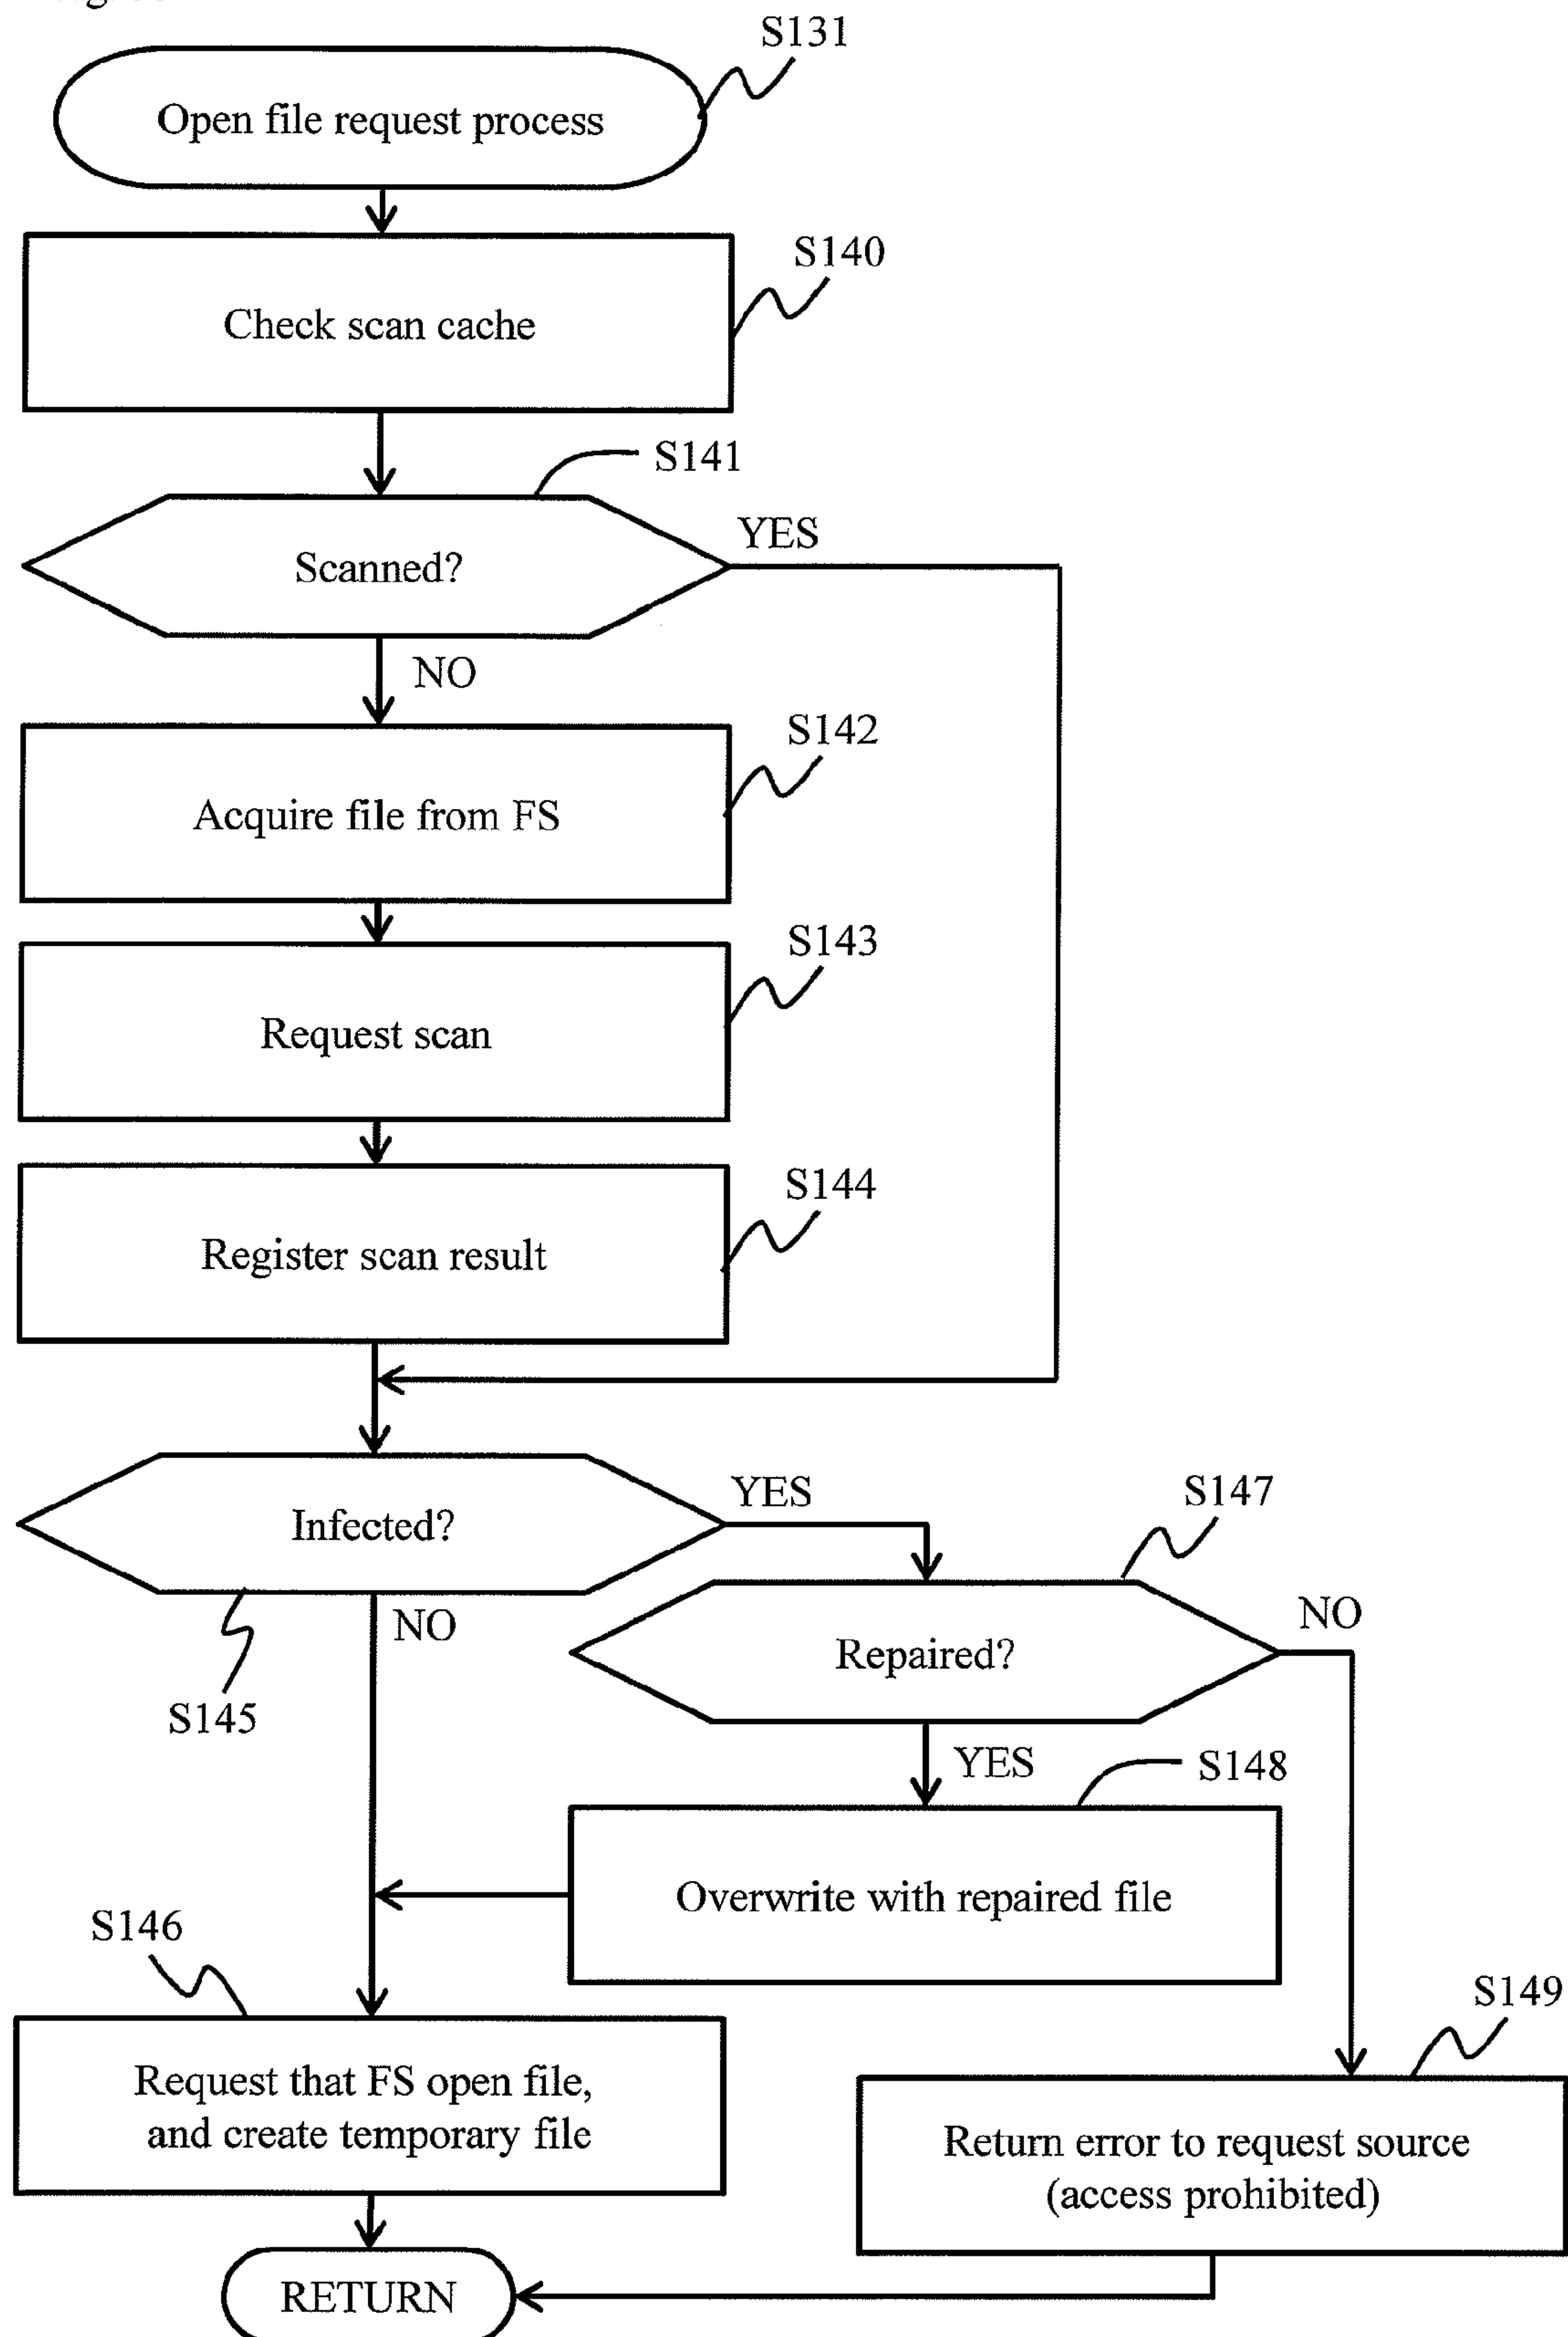 S131
Open file request process
S140
Check scan cache
S141
Scanned?
YES
NO
S142
Acquire file from FS
S143
Request scan
S144
Register scan result
Infected?
YES
S147
NO
S145
Repaired?
NO
YES
S148
Overwrite with repaired file
S146
Request that FS open file,
and create temporary file
S149
Return error to request source
(access prohibited)
RETURN